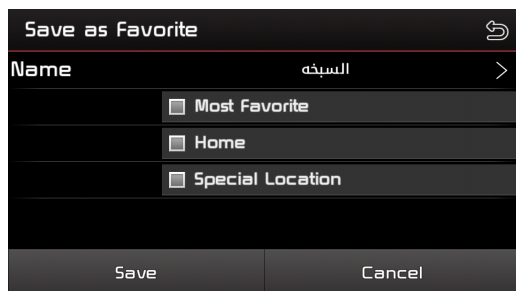 Save as Favorite
Name السبخه
Most Favorite
Home
Special Location
Save Cancel